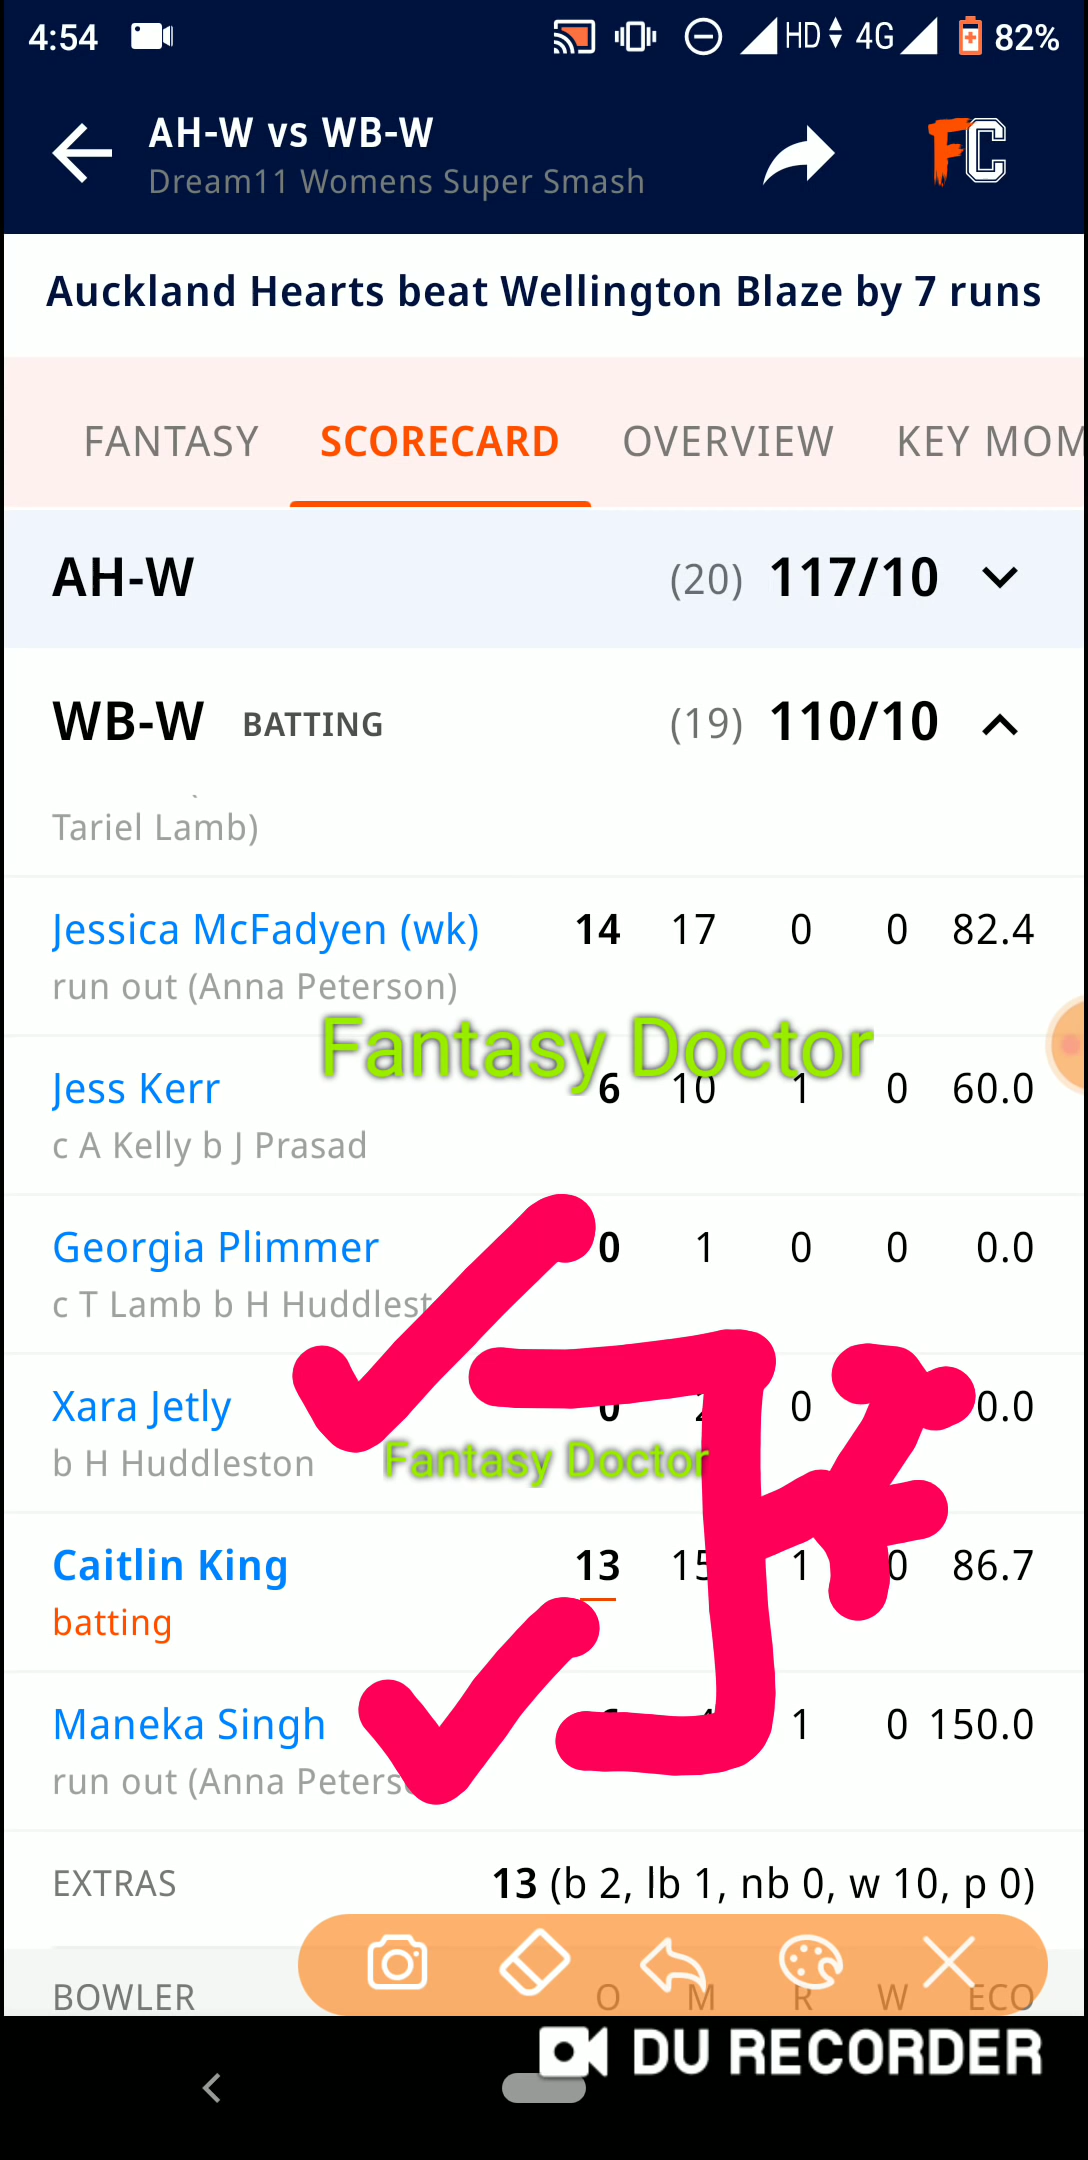 4:54 HD 4G 82%
AH-W vs WB-W
Dream11 Womens Super Smash
FC
Auckland Hearts beat Wellington Blaze by 7 runs
FANTASY SCORECARD OVERVIEW KEY MOM
AH-W (20) 117/10
WB-W BATTING (19) 110/10
Tariel Lamb)
Jessica McFadyen (wk) 14 17 0 0 82.4
run out (Anna Peterson)
Fantasy Doctor
Jess Kerr 6 10 1 0 60.0
c A Kelly b J Prasad
Georgia Plimmer 0 1 0 0 0.0
c T Lamb b H Huddlest
Xara Jetly 0 2 0 0.0
b H Huddleston
Fantasy Doctor
Caitlin King 13 15 1 0 86.7
batting
Maneka Singh 1 0 150.0
run out (Anna Peters
EXTRAS 13 (b 2, lb 1, nb 0, w 10, p 0)
BOWLER O M R W ECO
DU RECORDER